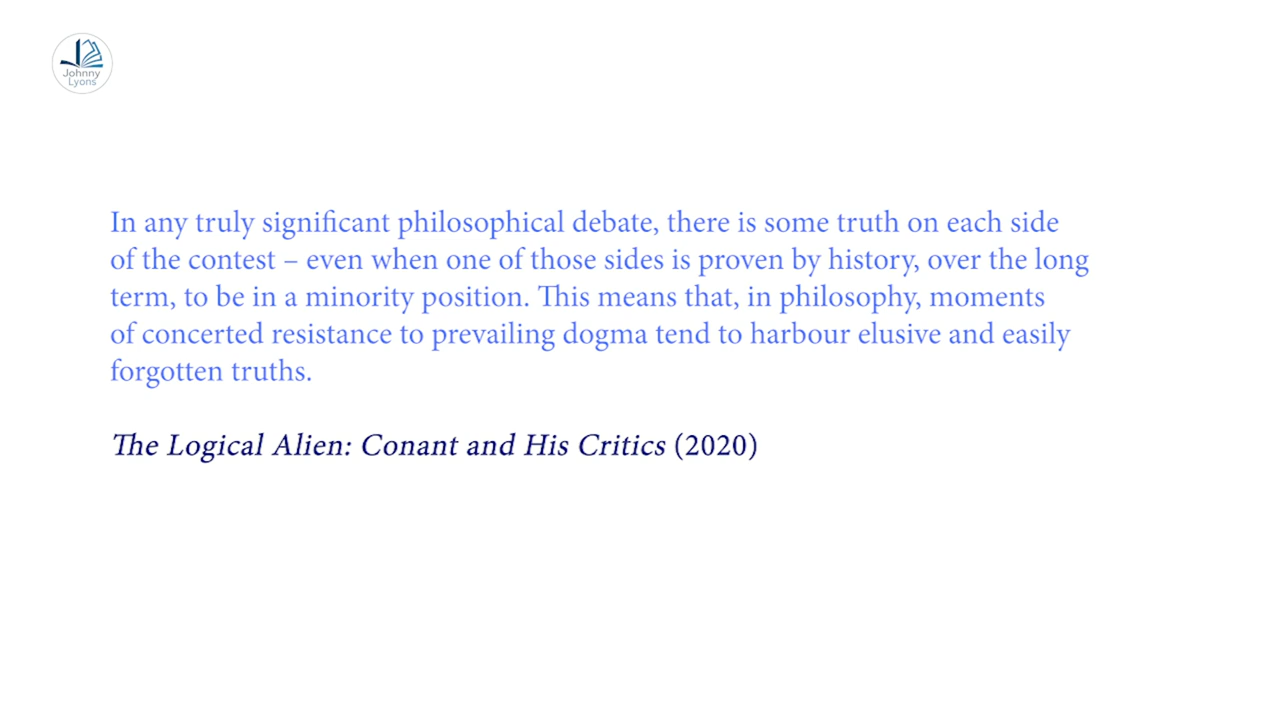 Johnny
Lyons
In any truly significant philosophical debate, there is some truth on each side
of the contest – even when one of those sides is proven by history, over the long
term, to be in a minority position. This means that, in philosophy, moments
of concerted resistance to prevailing dogma tend to harbour elusive and easily
forgotten truths.
The Logical Alien: Conant and His Critics (2020)